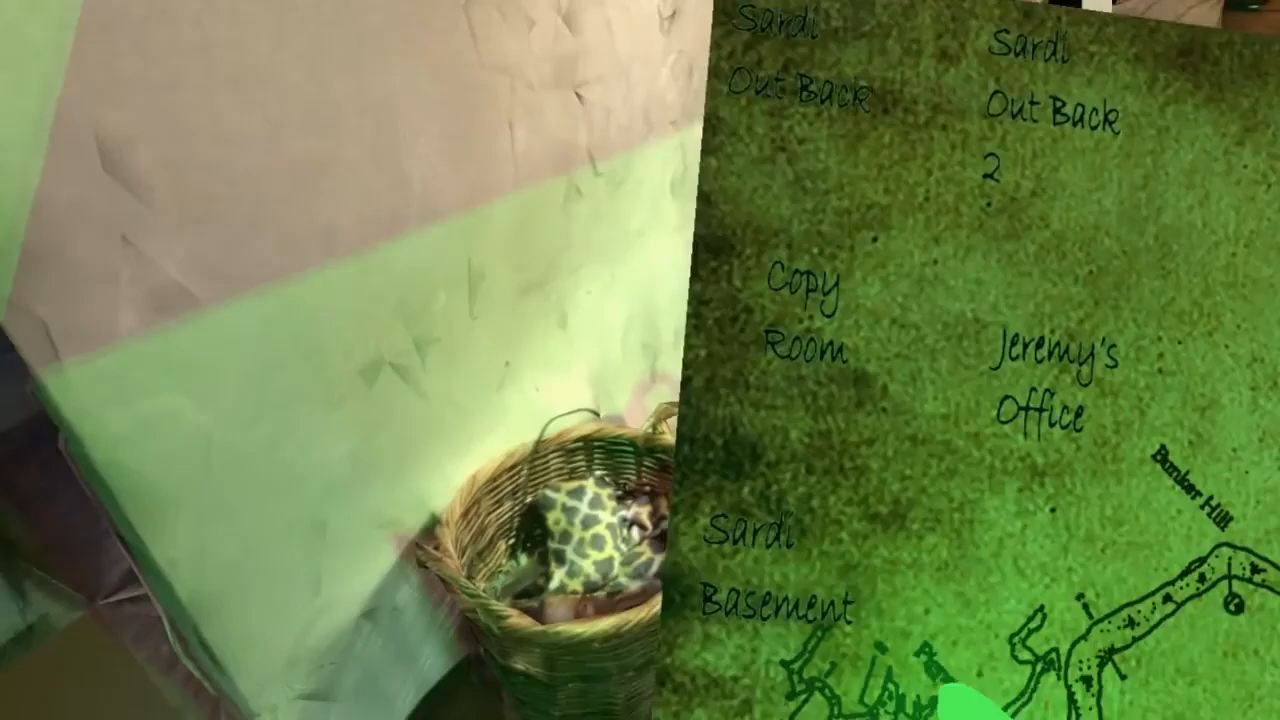 Sardi
Out Back
Sardi
Out Back
2
Copy
Room
Jeremy's
Office
Bunker Hill
Sardi
Basement